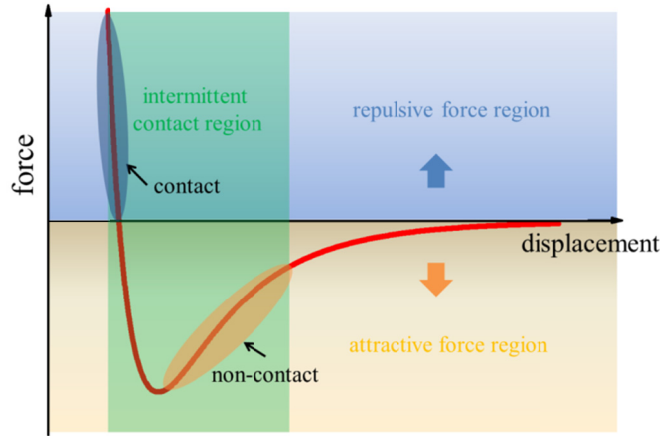 intermittent
contact region
repulsive force region
force
contact
displacement
attractive force region
non-contact